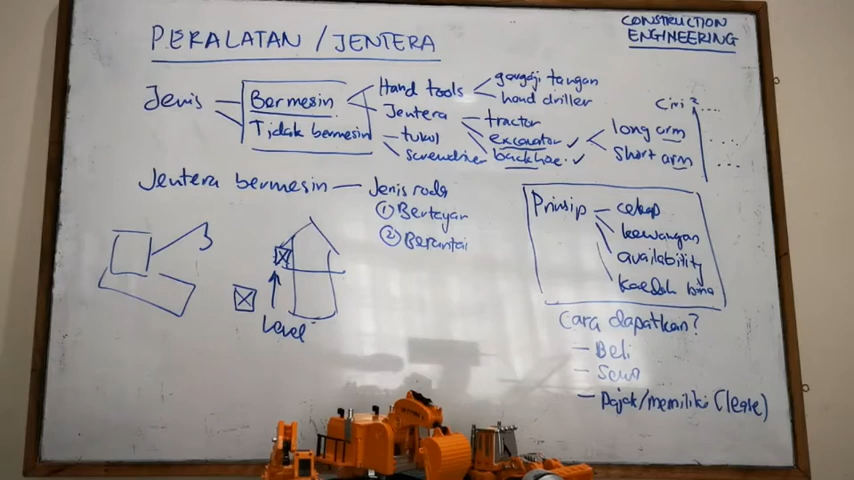 CONSTRUCTION
ENGINEERING
PERALATAN / JENTERA
Jenis
Bermesin
Hand tools
gergaji tangan
hand driller
Jentera
tractor
excavator ✓
long arm
short arm
backhoe ✓
Tidak bermesin
tukul
screwdriver
Ciri²....
....
...
Jentera bermesin — Jenis roda
① Bertayar
② Berantai
Level
Prinsip
cekap
kewangan
availability
kaedah bina
Cara dapatkan?
- Beli
- Sewa
- Pajak/memiliki (lease)